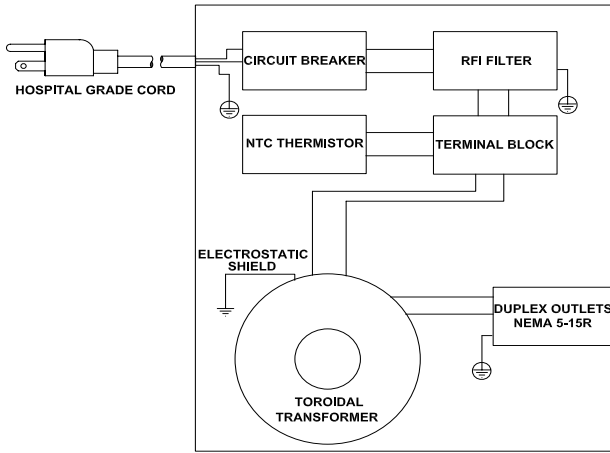 CIRCUIT BREAKER
RFI FILTER
HOSPITAL GRADE CORD
NTC THERMISTOR
TERMINAL BLOCK
ELECTROSTATIC
SHIELD
DUPLEX OUTLETS
NEMA 5-15R
TOROIDAL
TRANSFORMER